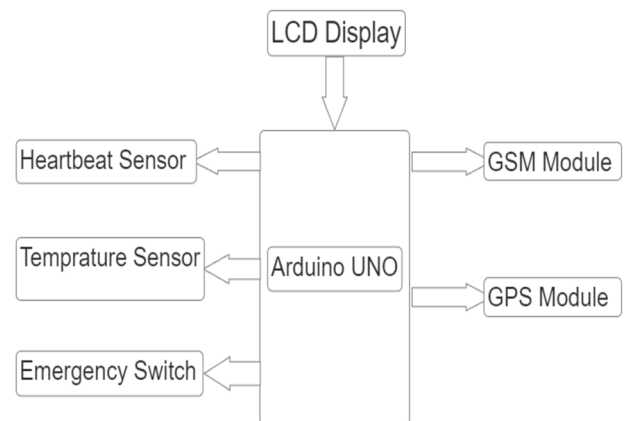 LCD Display
Heartbeat Sensor
GSM Module
Temprature Sensor
Arduino UNO
GPS Module
Emergency Switch